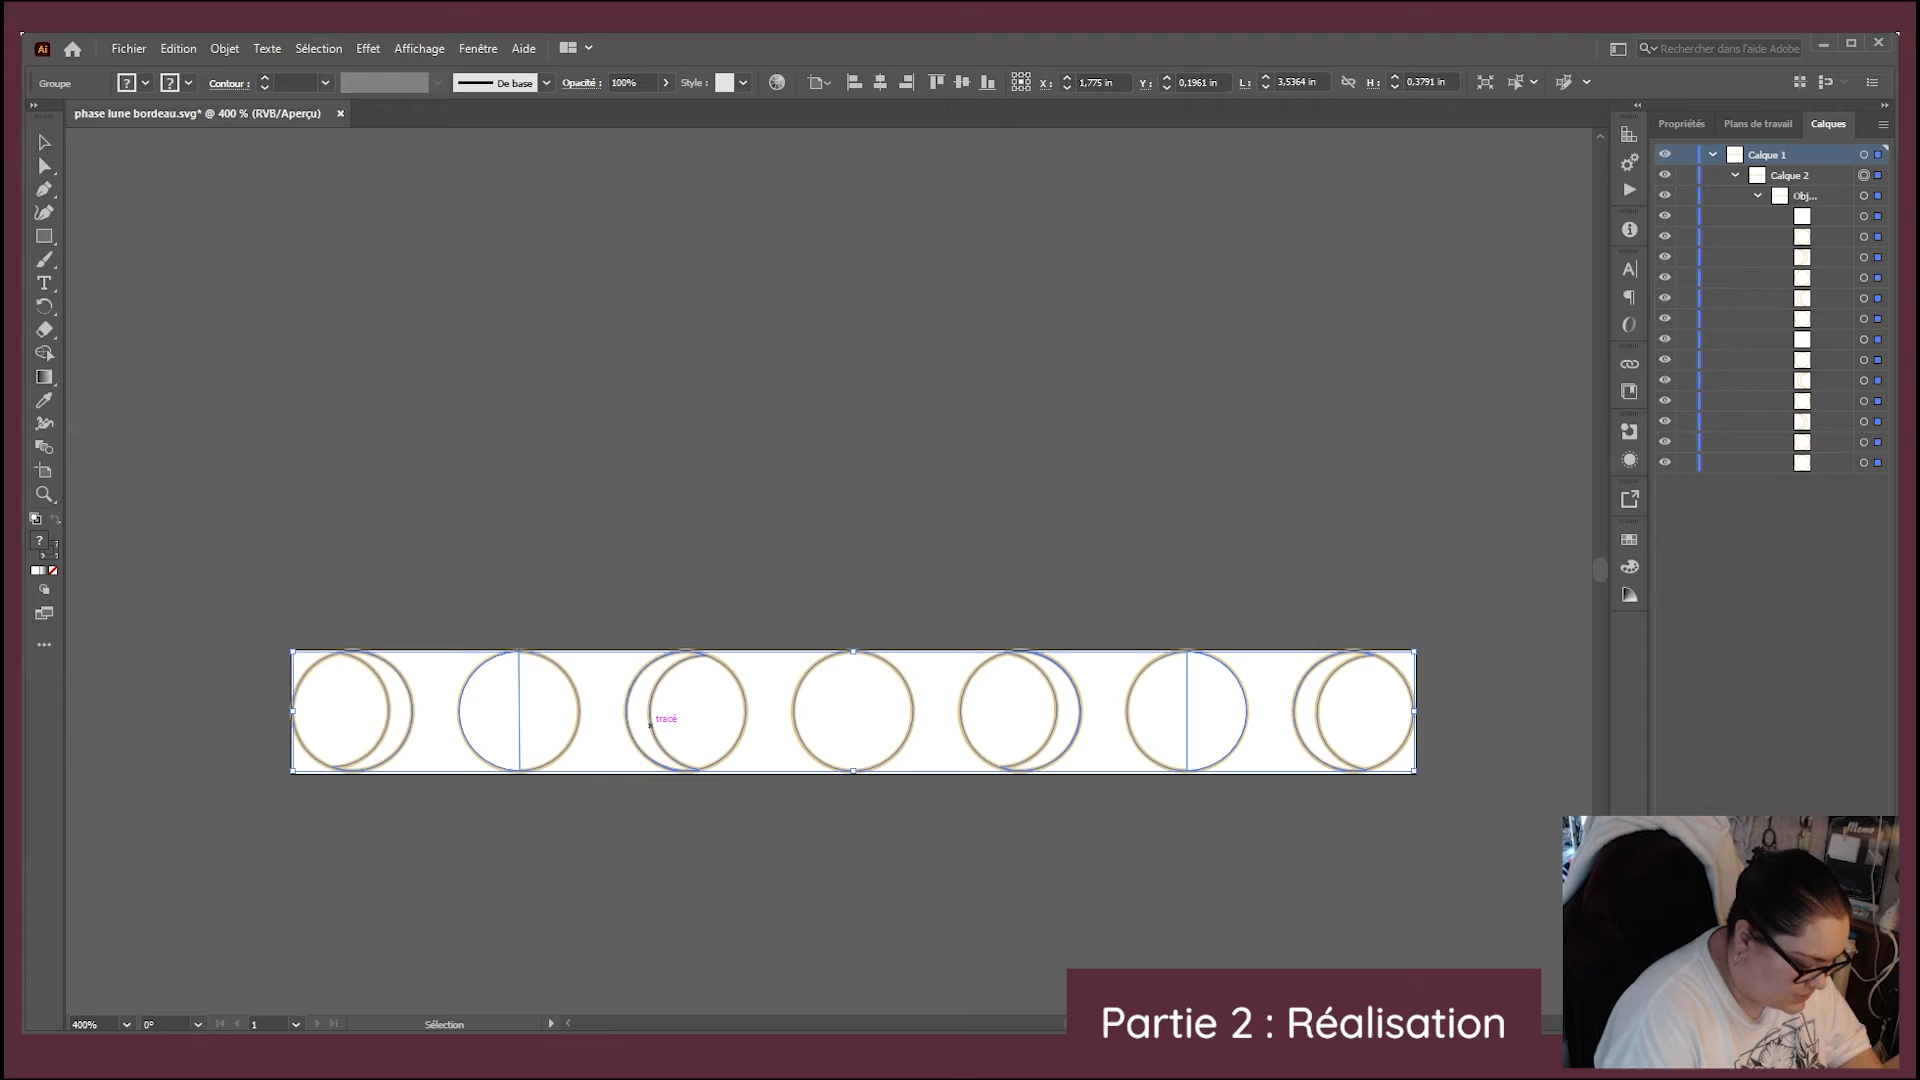 Ai Fichier Edition Objet Texte Sélection Effet Affichage Fenêtre Aide
Rechercher dans l'aide Adobe
Groupe ? ? Contour : De base Opacité : 100% Style : X : 1,775 in Y : 0,1961 in L : 3,5364 in H : 0,3791 in
phase lune bordeau.svg* @ 400 % (RVB/Aperçu)
Propriétés Plans de travail Calques
Calque 1
Calque 2
Obj...
tracé
400% 0° 1 Sélection
Partie 2 : Réalisation